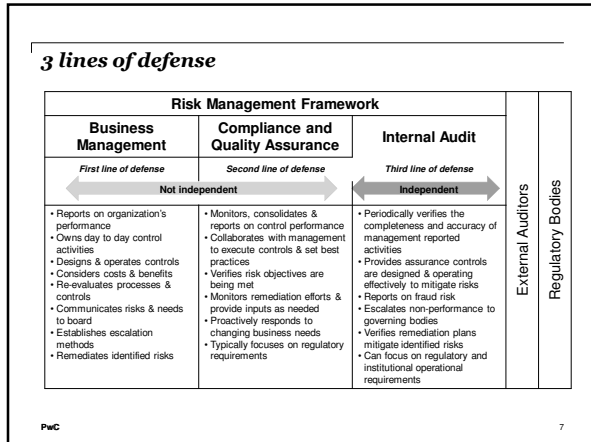 3 lines of defense
Risk Management Framework
Business
Management
First line of defense
Compliance and
Quality Assurance
Second line of defense
Not independent
Internal Audit
Third line of defense
Independent
• Reports on organization's
performance
• Owns day to day control
activities
• Designs & operates controls
• Considers costs & benefits
• Re-evaluates processes &
controls
• Communicates risks & needs
to board
• Establishes escalation
methods
• Remediates identified risks
• Monitors, consolidates &
reports on control performance
• Collaborates with management
to execute controls & set best
practices
• Verifies risk objectives are
being met
• Monitors remediation efforts &
provide inputs as needed
• Proactively responds to
changing business needs
• Typically focuses on regulatory
requirements
• Periodically verifies the
completeness and accuracy of
management reported
activities
• Provides assurance controls
are designed & operating
effectively to mitigate risks
• Reports on fraud risk
• Escalates non-performance to
governing bodies
• Verifies remediation plans
mitigate identified risks
• Can focus on regulatory and
institutional operational
requirements
External Auditors
Regulatory Bodies
PwC
7